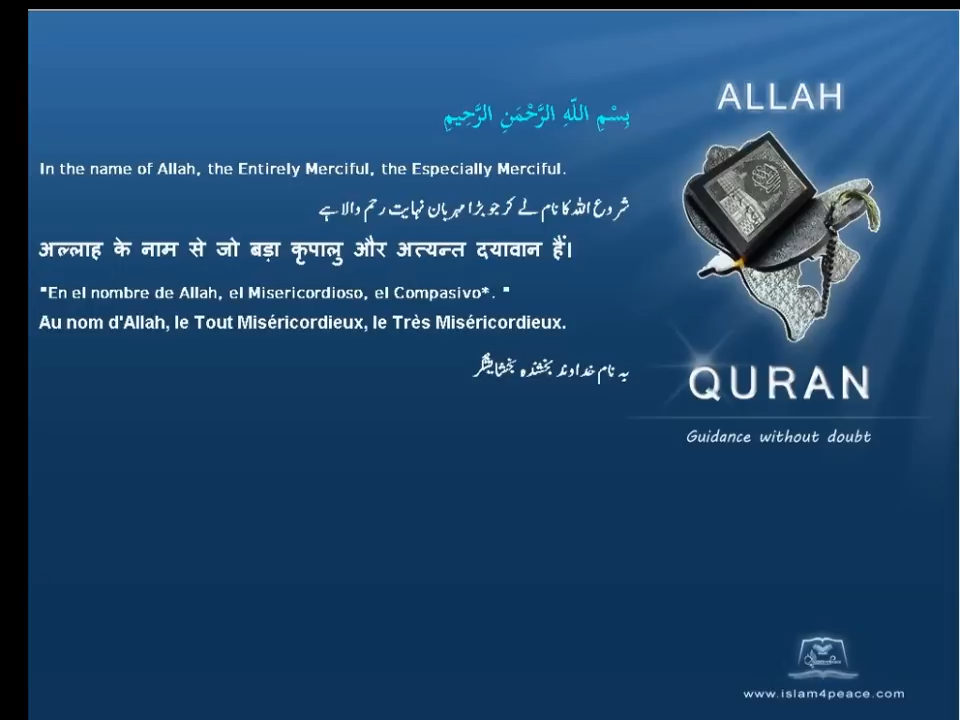 بِسْمِ اللّهِ الرَّحْمَنِ الرَّحِيمِ
In the name of Allah, the Entirely Merciful, the Especially Merciful.
شروع الله کا نام لے کر جو بڑا مہربان نہایت رحم والا ہے
अल्लाह के नाम से जो बड़ा कृपालु और अत्यन्त दयावान हैं।
"En el nombre de Allah, el Misericordioso, el Compasivo*. "
Au nom d'Allah, le Tout Miséricordieux, le Très Miséricordieux.
به نام خداوند بخشنده بخشایشگر
ALLAH
QURAN
Guidance without doubt
www.islam4peace.com